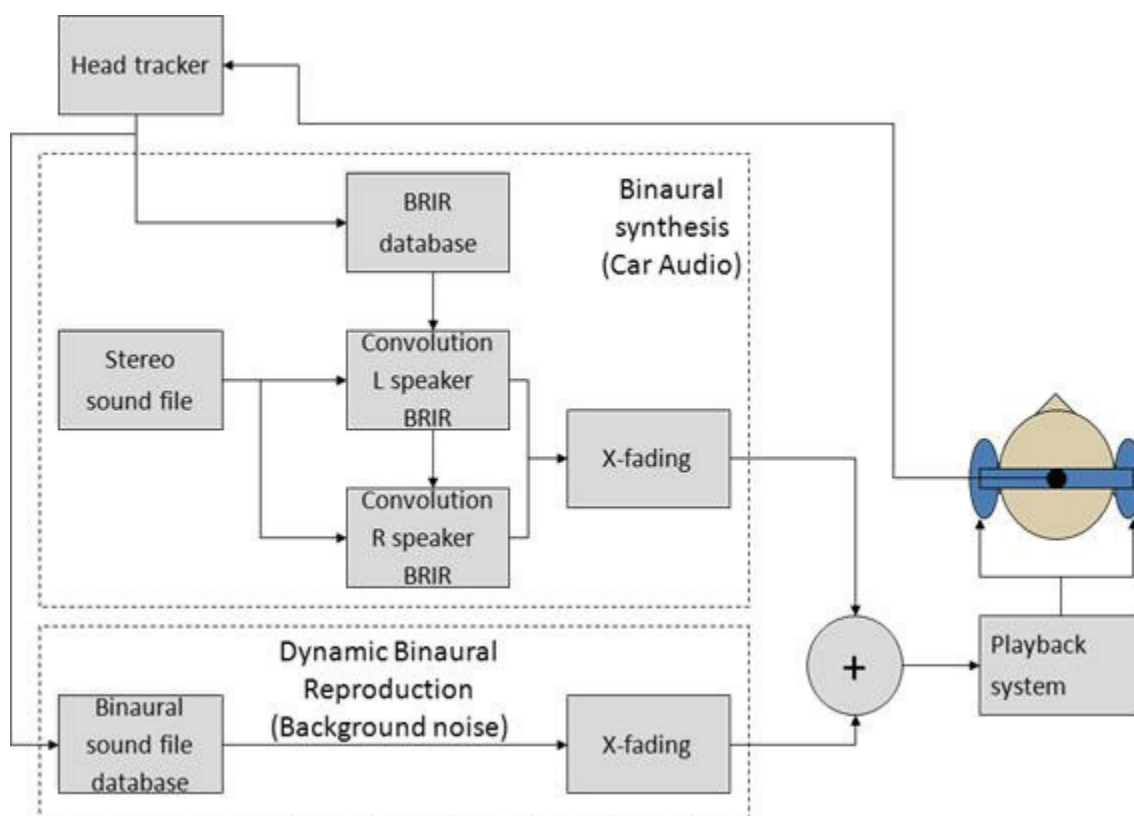 Head tracker
BRIR
database
Binaural
synthesis
(Car Audio)
Stereo
sound file
Convolution
L speaker
BRIR
X-fading
Convolution
R speaker
BRIR
Dynamic Binaural
Reproduction
(Background noise)
Binaural
sound file
database
X-fading
+
Playback
system